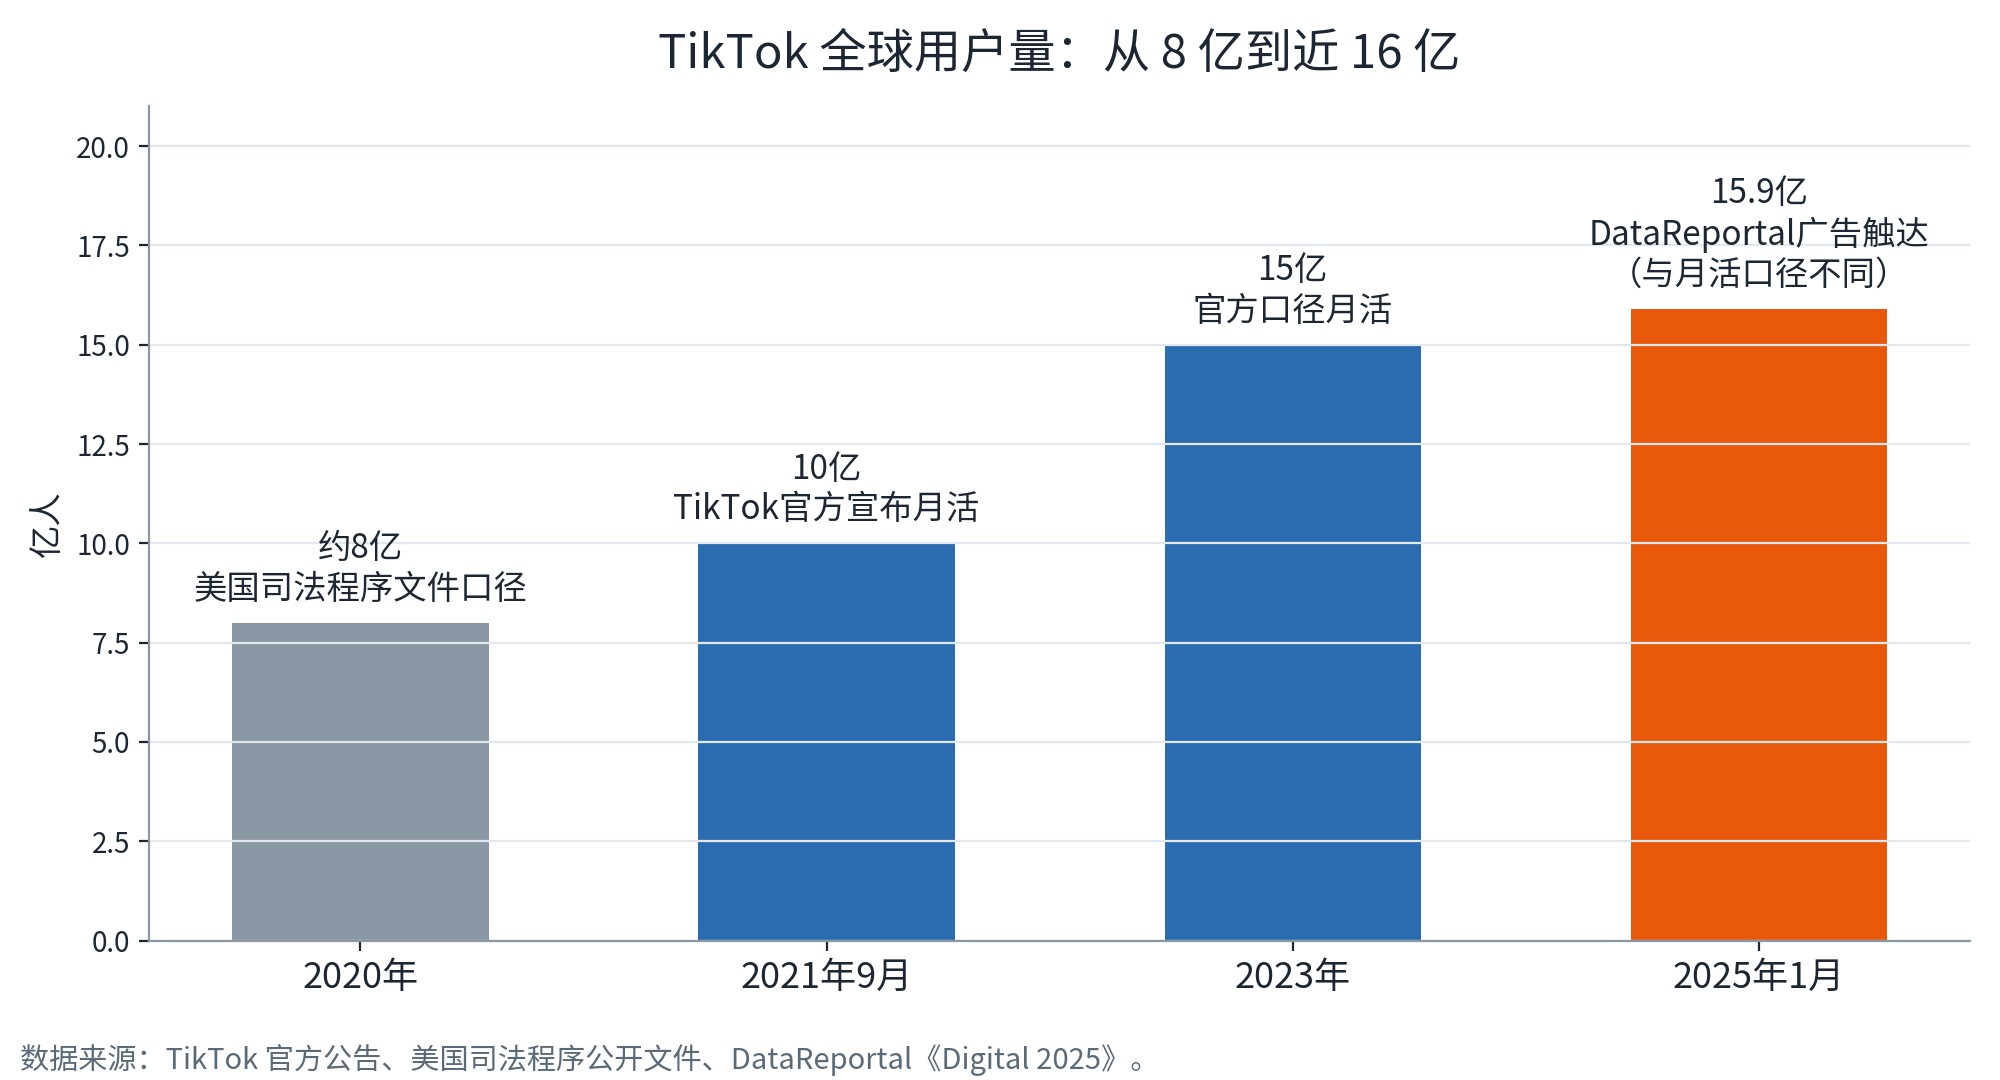 TikTok 全球用户量：从 8 亿到近 16 亿
亿人
20.0
17.5
15.0
12.5
10.0
7.5
5.0
2.5
0.0
约8亿
美国司法程序文件口径
10亿
TikTok官方宣布月活
15亿
官方口径月活
15.9亿
DataReportal广告触达
（与月活口径不同）
2020年
2021年9月
2023年
2025年1月
数据来源：TikTok 官方公告、美国司法程序公开文件、DataReportal《Digital 2025》。